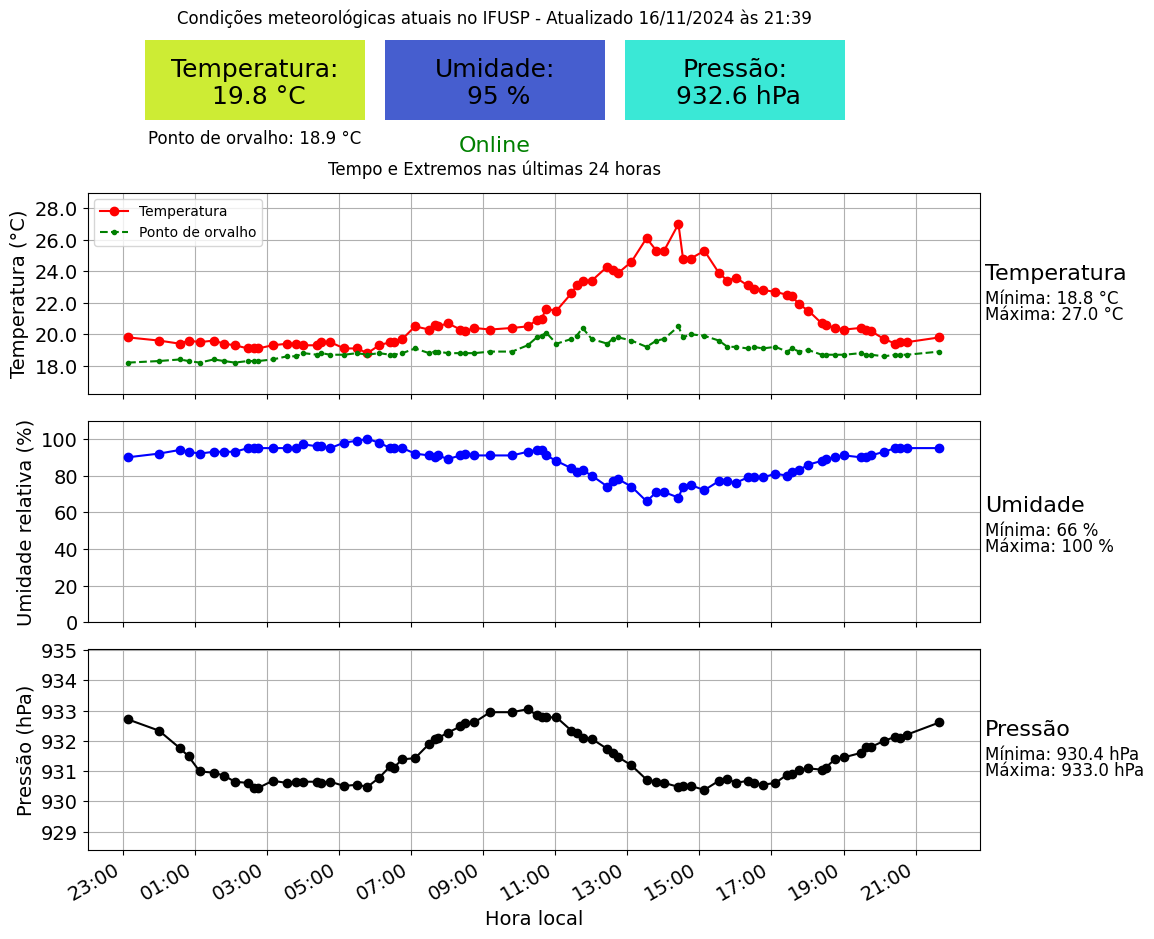 Condições meteorológicas atuais no IFUSP - Atualizado 16/11/2024 às 21:39
Temperatura:
19.8 °C
Umidade:
95 %
Pressão:
932.6 hPa
Ponto de orvalho: 18.9 °C
Online
Tempo e Extremos nas últimas 24 horas
Temperatura (°C)
28.0
26.0
24.0
22.0
20.0
18.0
Temperatura
Ponto de orvalho
Temperatura
Mínima: 18.8 °C
Máxima: 27.0 °C
Umidade relativa (%)
100
80
60
40
20
0
Umidade
Mínima: 66 %
Máxima: 100 %
Pressão (hPa)
935
934
933
932
931
930
929
Pressão
Mínima: 930.4 hPa
Máxima: 933.0 hPa
23:00 01:00 03:00 05:00 07:00 09:00 11:00 13:00 15:00 17:00 19:00 21:00
Hora local